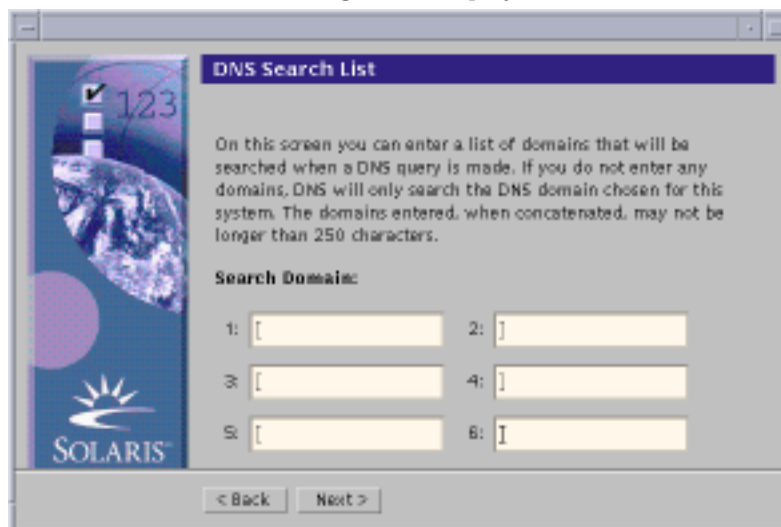 DNS Search List
123
On this screen you can enter a list of domains that will be
searched when a DNS query is made. If you do not enter any
domains, DNS will only search the DNS domain chosen for this
system. The domains entered, when concatenated, may not be
longer than 250 characters.
Search Domain:
1: [ 2: ]
3: [ 4: ]
5: [ 6: I
SOLARIS™
< Back Next >